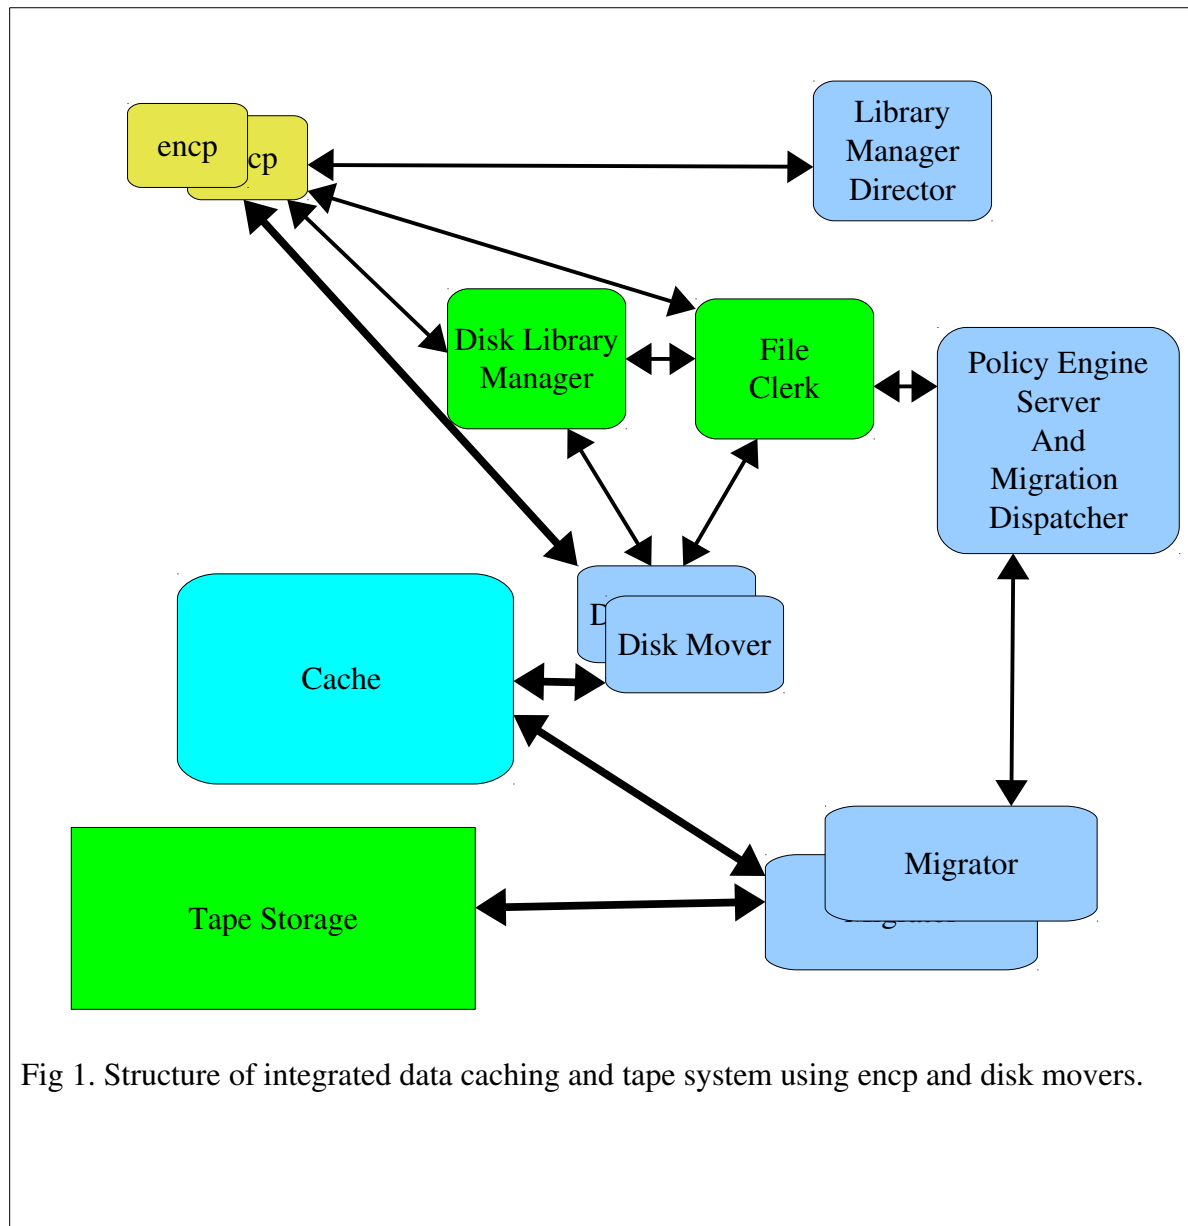 encp
cp
Library
Manager
Director
Disk Library
Manager
File
Clerk
Policy Engine
Server
And
Migration
Dispatcher
D
Disk Mover
Cache
Migrator
Tape Storage
Fig 1. Structure of integrated data caching and tape system using encp and disk movers.